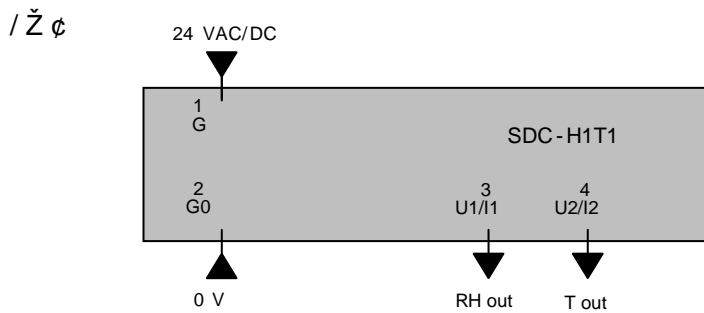 / Ž ¢
24 VAC/DC
1
G
SDC-H1T1
2
G0
3
U1/I1
4
U2/I2
0 V
RH out
T out